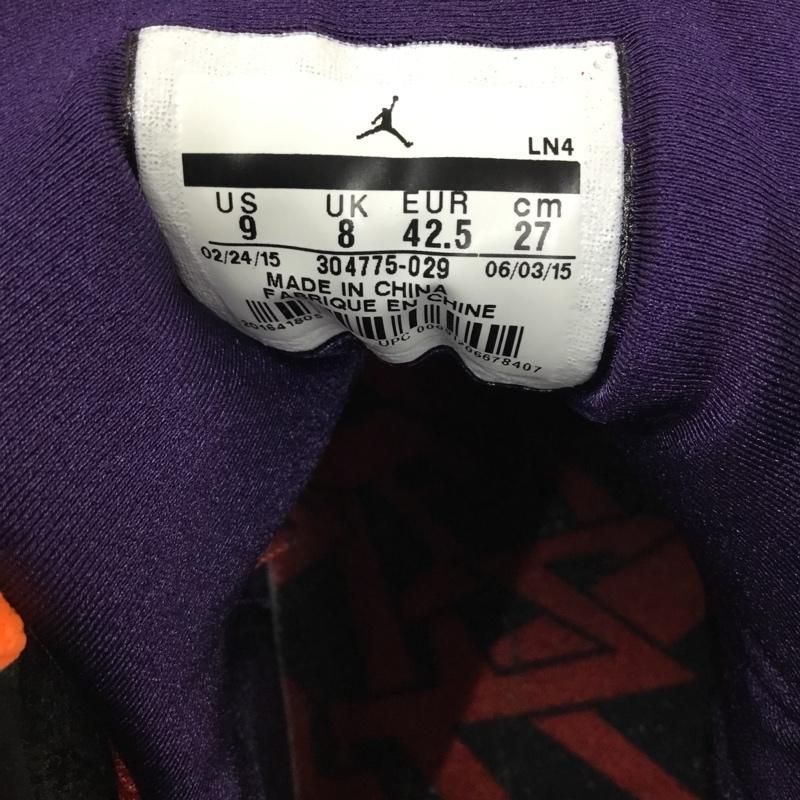 LN4
US UK EUR cm
9 8 42.5 27
02/24/15 304775-029 06/03/15
MADE IN CHINA
FABRIQUE EN CHINE
UPC